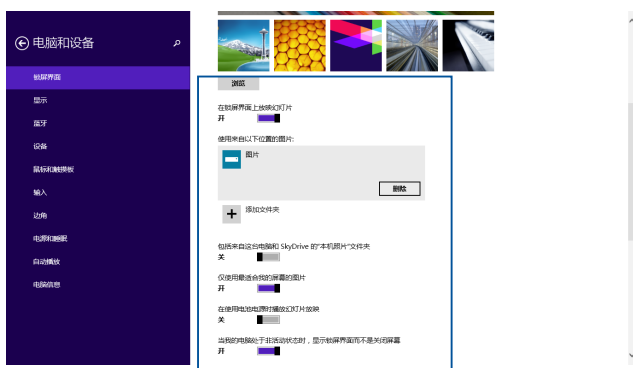 电脑和设备
锁屏界面
显示
蓝牙
设备
鼠标和触摸板
输入
边角
电源和睡眠
自动播放
电脑信息
浏览
在锁屏界面上放映幻灯片
开
使用来自以下位置的图片:
图片
删除
添加文件夹
包括来自这台电脑和 SkyDrive 的"本机照片"文件夹
关
仅使用最适合我的屏幕的图片
开
在使用电池电源时播放幻灯片放映
关
当我的电脑处于非活动状态时，显示锁屏界面而不是关闭屏幕
开